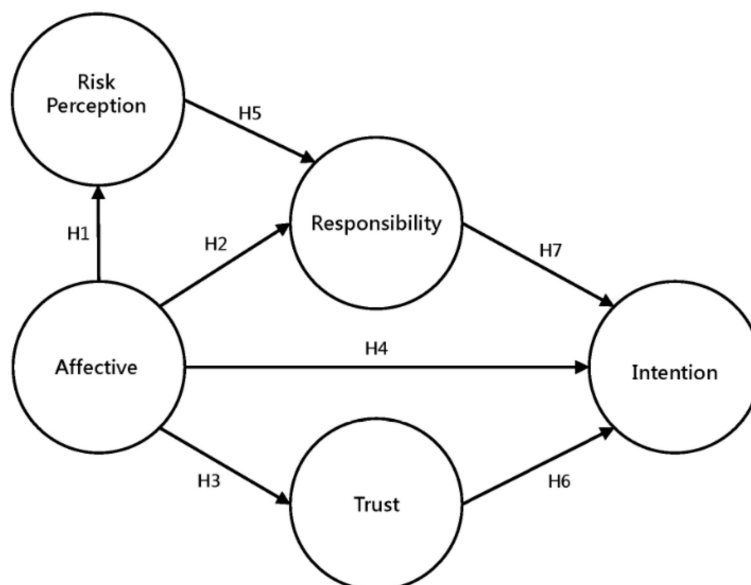 Risk
Perception
H5
Responsibility
H1
H2
H7
H4
Affective
Intention
H3
H6
Trust